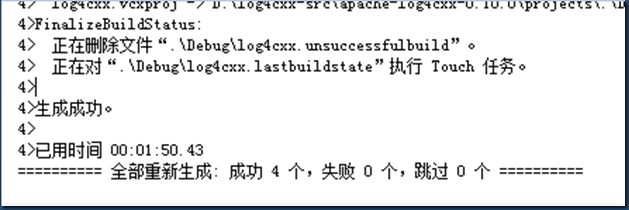 4>  log4cxx.vcxproj -> D:\log4cxx-src\apache-log4cxx-0.10.0\projects\.\D
4>FinalizeBuildStatus:
4>  正在删除文件“.\Debug\log4cxx.unsuccessfulbuild”。
4>  正在对“.\Debug\log4cxx.lastbuildstate”执行 Touch 任务。
4>
4>生成成功。
4>
4>已用时间 00:01:50.43
========== 全部重新生成: 成功 4 个，失败 0 个，跳过 0 个 ==========